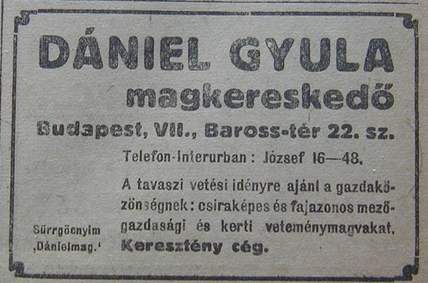 DÁNIEL GYULA
magkereskedő
Budapest, VII., Baross-tér 22. sz.
Telefon-Interurban : József 16—48.
A tavaszi vetési idényre ajánl a gazdakö-
zönségnek: csiraképes és fajazonos mező-
gazdasági és kerti veteménymagvakat.
Keresztény cég.
Sürrgöcnyim
‚Dánielmag.‘